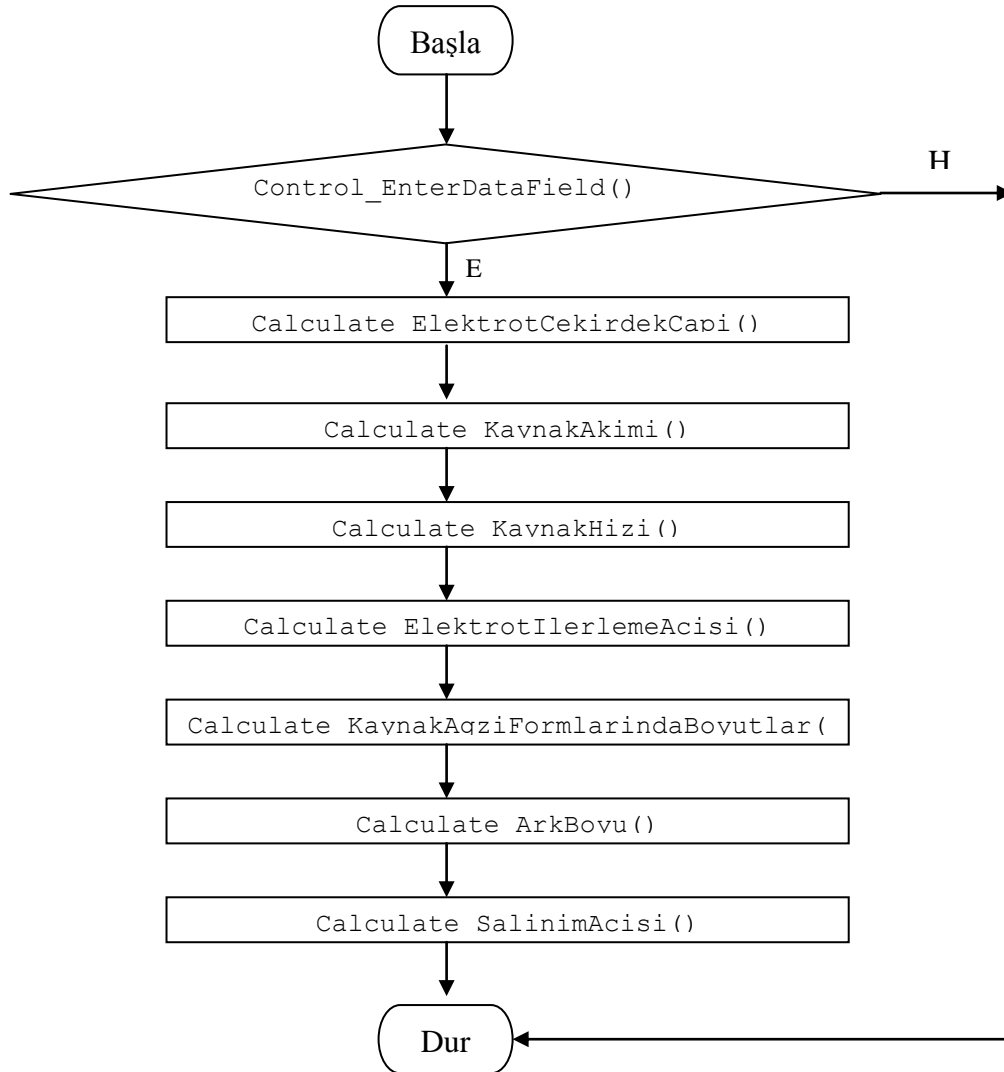 Başla
Control_EnterDataField()
H
E
Calculate ElektrotCekirdekCapi()
Calculate KaynakAkimi()
Calculate KaynakHizi()
Calculate ElektrotIlerlemeAcisi()
Calculate KaynakAgziFormlarindaBoyutlar(
Calculate ArkBoyu()
Calculate SalinimAcisi()
Dur